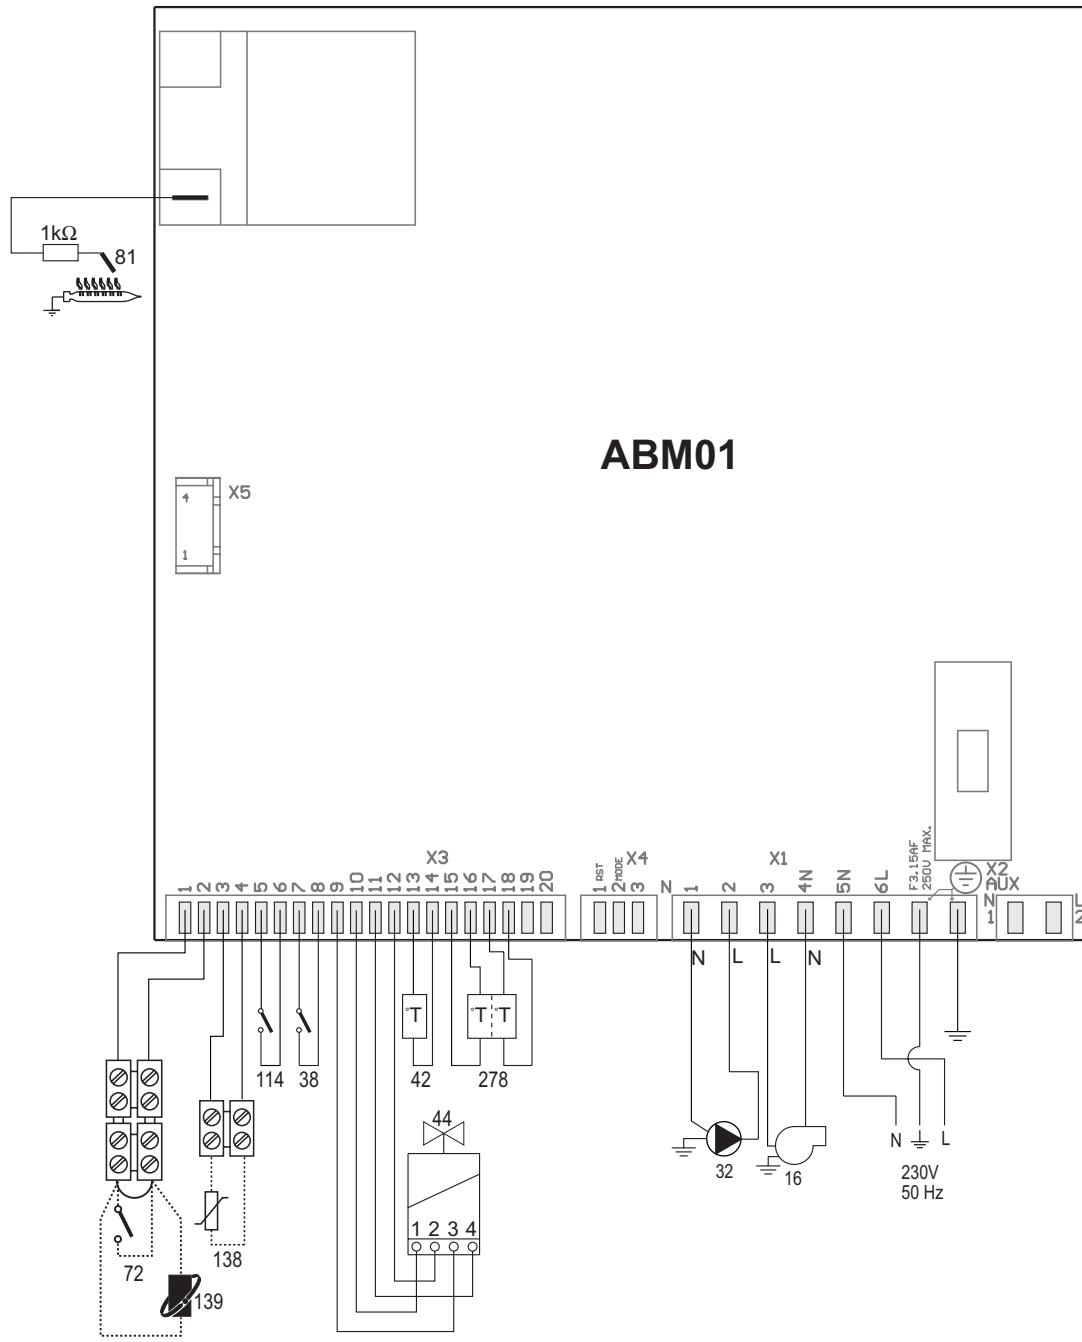 1kΩ
81
ABM01
X5
4
1
X3
1 2 3 4 5 6 7 8 9 10 11 12 13 14 15 16 17 18 19 20
X4
1 2 3
RST
MODE
N
X1
1 2 3 4N 5N 6L
F3.15AF
250V MAX.
X2
AUX
N
1
L
2
N L L N
°T
°T °T
114 38 42 278
44
1 2 3 4
32
16
N L
230V
50 Hz
72
138
139